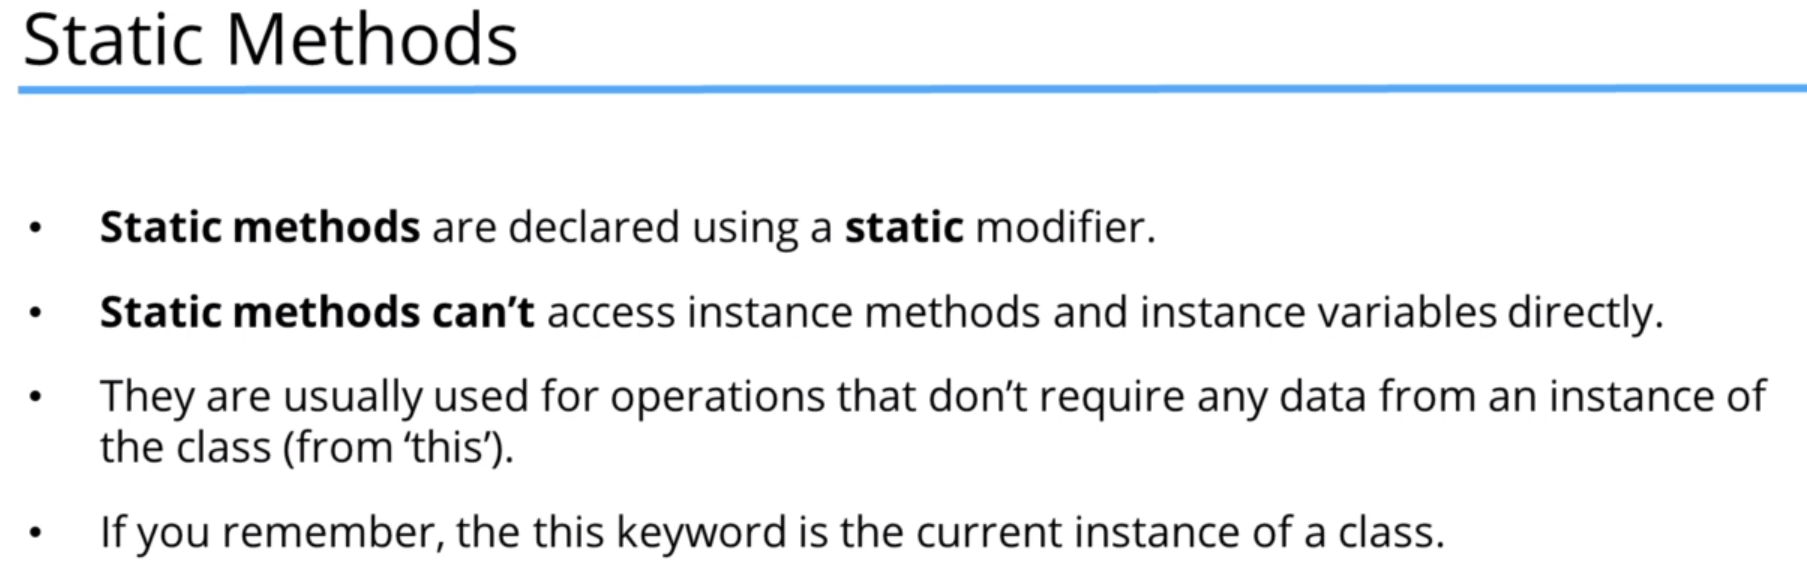 Static Methods
• Static methods are declared using a static modifier.
• Static methods can’t access instance methods and instance variables directly.
• They are usually used for operations that don’t require any data from an instance of
the class (from ‘this’).
• If you remember, the this keyword is the current instance of a class.